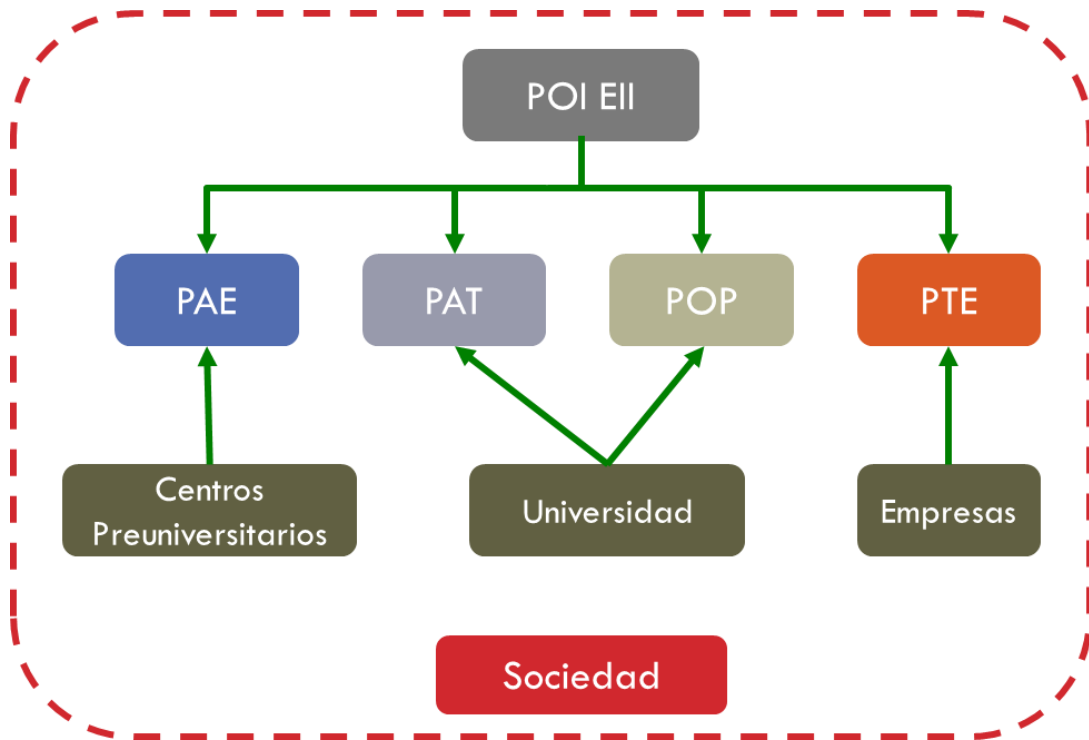 POI EII
PAE
PAT
POP
PTE
Centros
Preuniversitarios
Universidad
Empresas
Sociedad